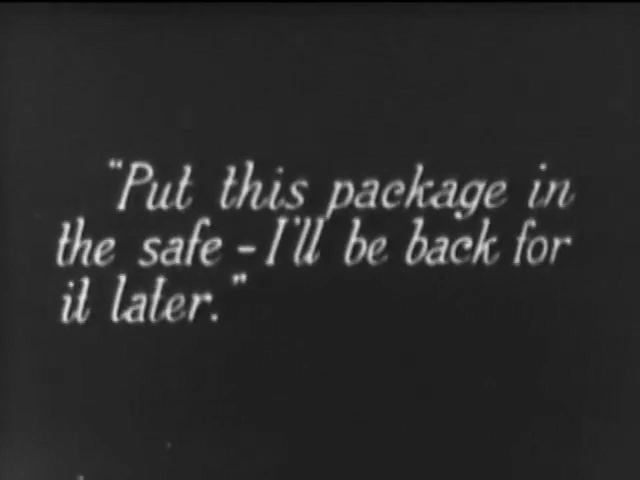 "Put this package in
the safe - I'll be back for
it later."